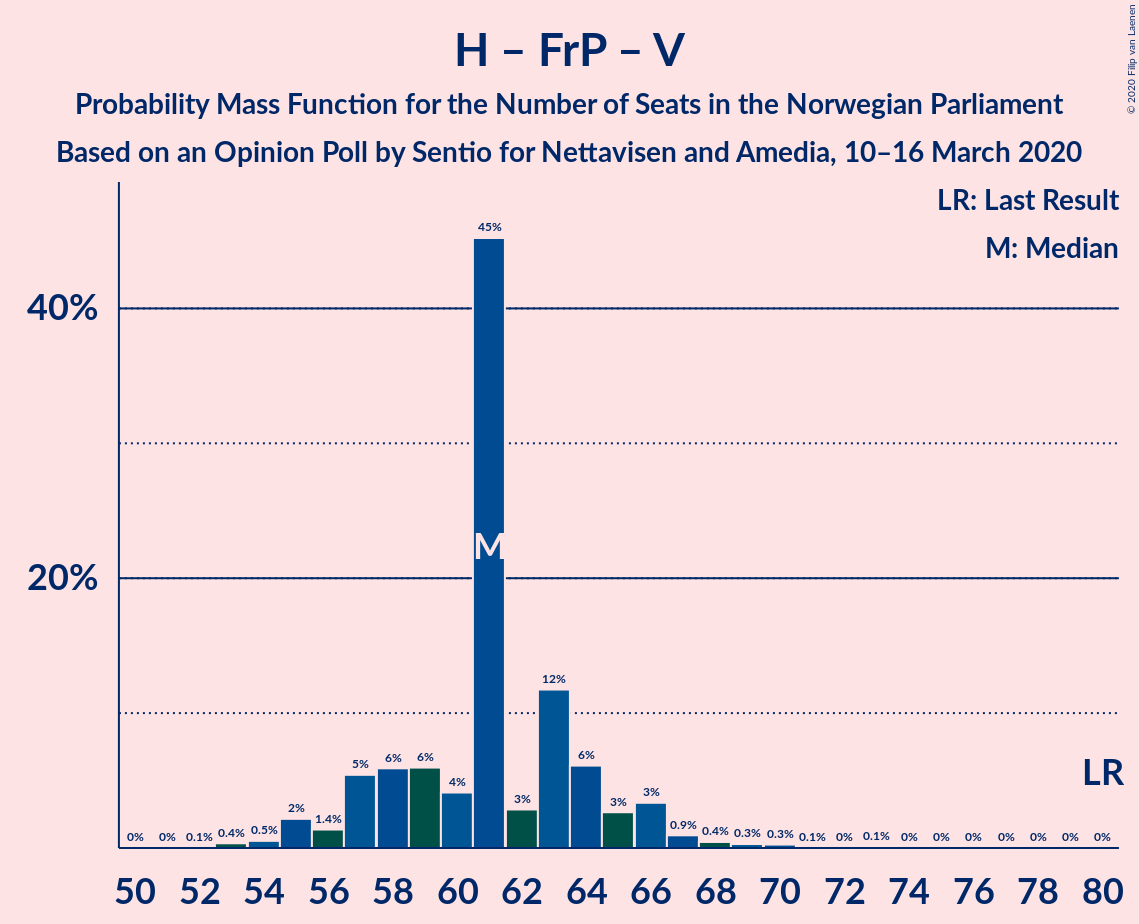 H – FrP – V
Probability Mass Function for the Number of Seats in the Norwegian Parliament
Based on an Opinion Poll by Sentio for Nettavisen and Amedia, 10–16 March 2020
© 2020 Filip van Laenen
LR: Last Result
M: Median
40%
20%
0% 0% 0.1% 0.4% 0.5% 2% 1.4% 5% 6% 6% 4% 45% 3% 12% 6% 3% 3% 0.9% 0.4% 0.3% 0.3% 0.1% 0% 0.1% 0% 0% 0% 0% 0% 0% 0%
M
LR
50 52 54 56 58 60 62 64 66 68 70 72 74 76 78 80